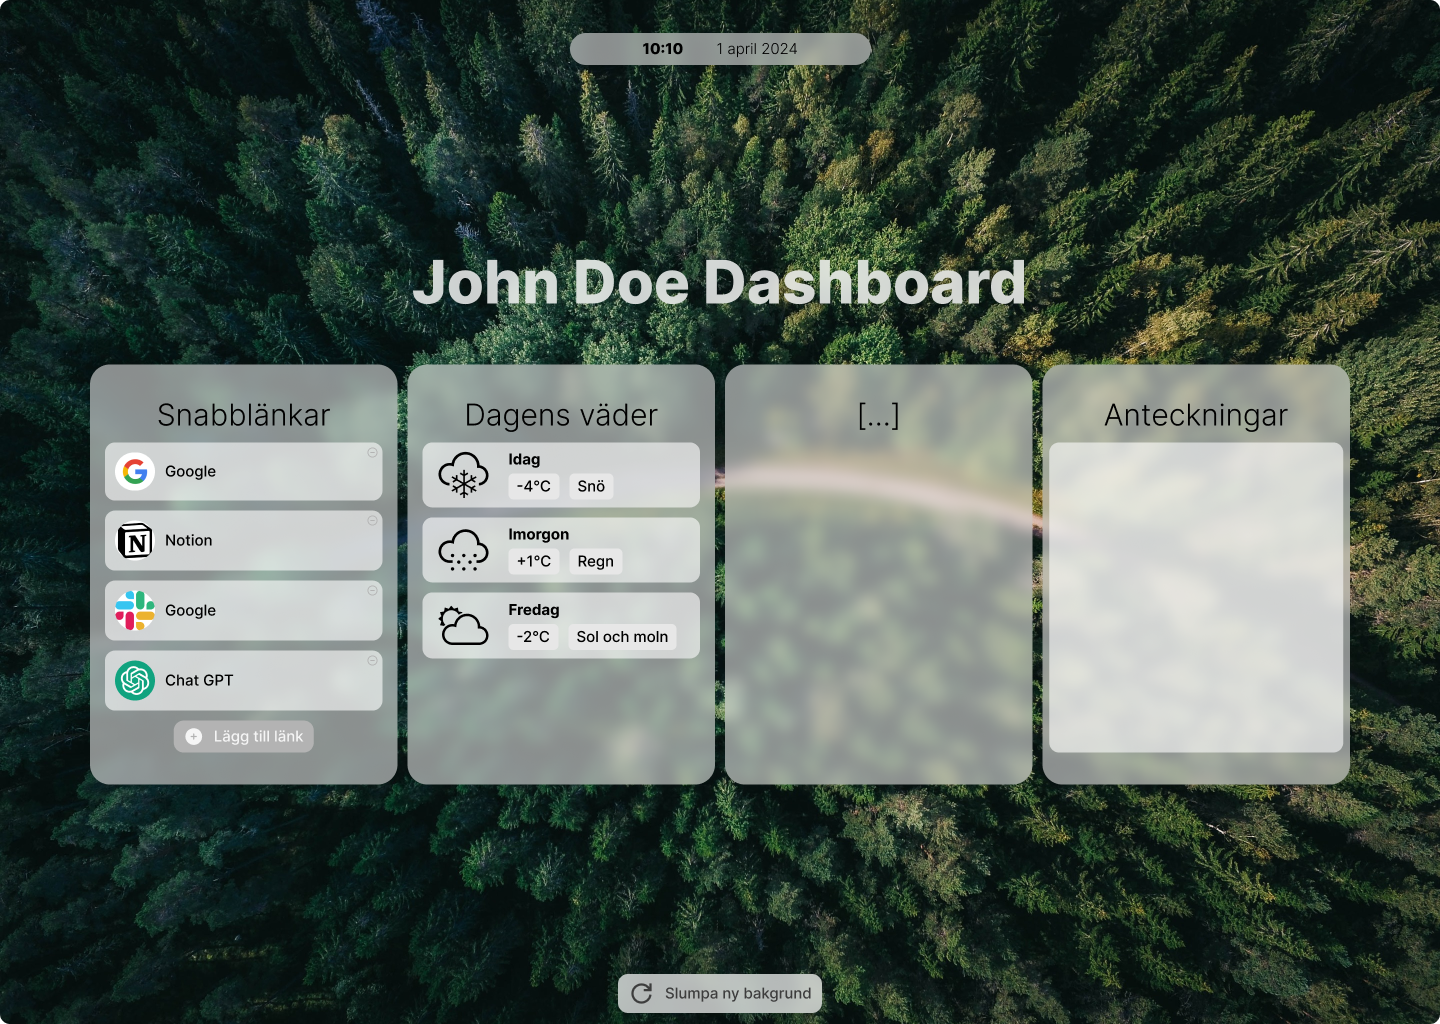 10:10 1 april 2024
John Doe Dashboard
Snabblänkar
Google
Notion
Google
Chat GPT
Lägg till länk
Dagens väder
Idag
-4°C Snö
Imorgon
+1°C Regn
Fredag
-2°C Sol och moln
[...]
Anteckningar
Slumpa ny bakgrund